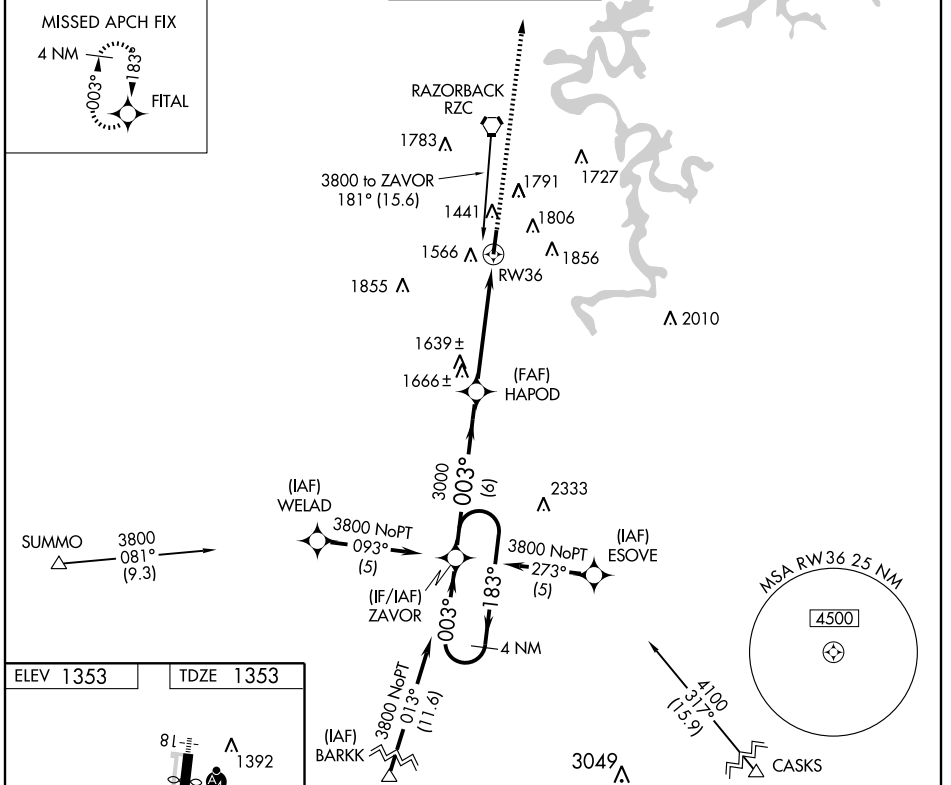 MISSED APCH FIX
4 NM
003°
183°
FITAL
RAZORBACK
RZC
1783
3800 to ZAVOR
181° (15.6)
1791
1727
1441
1806
1566
1856
RW36
1855
2010
1639 ±
1666 ±
(FAF)
HAPOD
3000
003°
(6)
2333
(IAF)
WELAD
SUMMO
3800
081°
(9.3)
3800 NoPT
093°
(5)
3800 NoPT
273°
(5)
(IAF)
ESOVE
(IF/IAF)
ZAVOR
003°
183°
4 NM
MSA RW36 25 NM
4500
3800 NoPT
013°
(11.6)
(IAF)
BARKK
4100
317°
(15.9)
CASKS
3049
ELEV 1353
TDZE 1353
18
1392